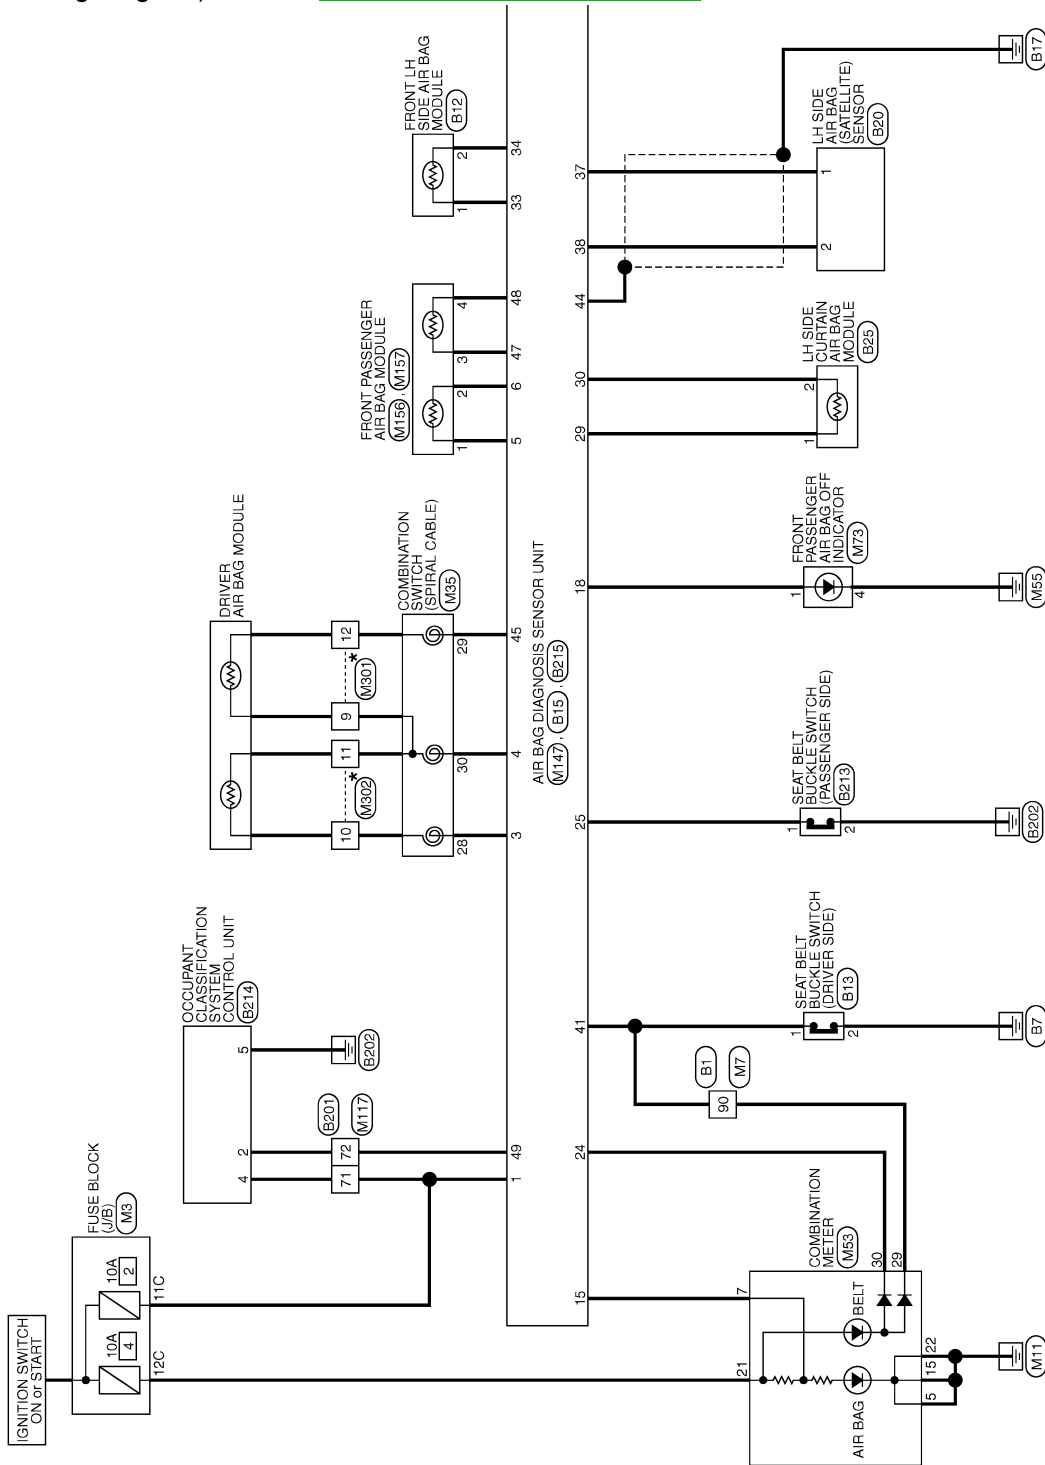 IGNITION SWITCH
ON or START
FUSE BLOCK
(J/B)
M3
10A
2
10A
4
11C
12C
OCCUPANT
CLASSIFICATION
SYSTEM
CONTROL UNIT
B214
4
2
5
B202
B201
M117
71
72
1
49
DRIVER
AIR BAG MODULE
10
11
9
12
*
M302
*
M301
COMBINATION
SWITCH
(SPIRAL CABLE)
M35
28
30
29
3
4
45
FRONT PASSENGER
AIR BAG MODULE
M156 , M157
1
2
3
4
5
6
47
48
FRONT LH
SIDE AIR BAG
MODULE
B12
1
2
33
34
AIR BAG DIAGNOSIS SENSOR UNIT
M147 , B15 , B215
15
24
41
25
18
29
30
44
38
37
COMBINATION
METER
M53
21
7
30
29
BELT
AIR BAG
5
15
22
M11
B1
M7
90
SEAT BELT
BUCKLE SWITCH
(DRIVER SIDE)
B13
1
2
B7
SEAT BELT
BUCKLE SWITCH
(PASSENGER SIDE)
B213
1
2
B202
FRONT
PASSENGER
AIR BAG OFF
INDICATOR
M73
1
4
M55
LH SIDE
CURTAIN
AIR BAG
MODULE
B25
1
2
LH SIDE
AIR BAG
(SATELLITE)
SENSOR
B20
2
1
B17